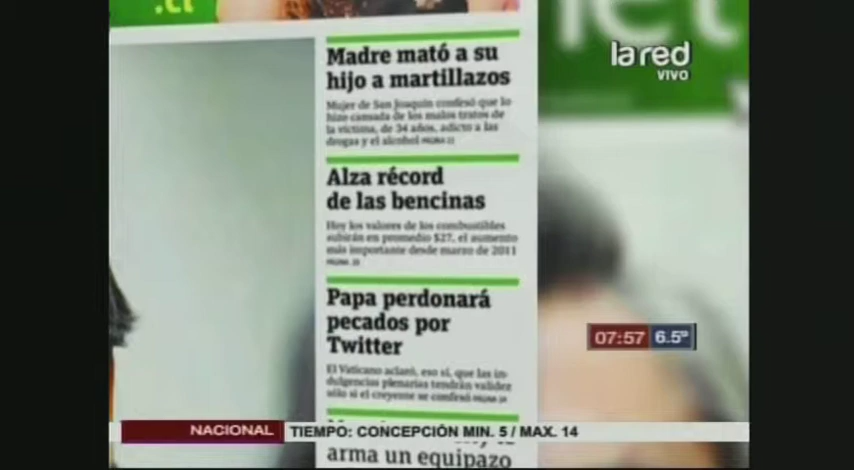 .cl
la red
VIVO
Madre mató a su
hijo a martillazos
Mujer de San Joaquín confesó que lo
hizo cansada de los malos tratos de
la víctima, de 34 años, adicto a las
drogas y el alcohol
Alza récord
de las bencinas
Hoy los valores de los combustibles
subirán en promedio $27, el aumento
más importante desde marzo de 2011
Papa perdonará
pecados por
Twitter
El Vaticano aclaró, eso sí, que las in-
dulgencias plenarias tendrán validez
sólo si el creyente se confesó
arma un equipazo
07:57 6.5°
NACIONAL TIEMPO: CONCEPCIÓN MIN. 5 / MAX. 14